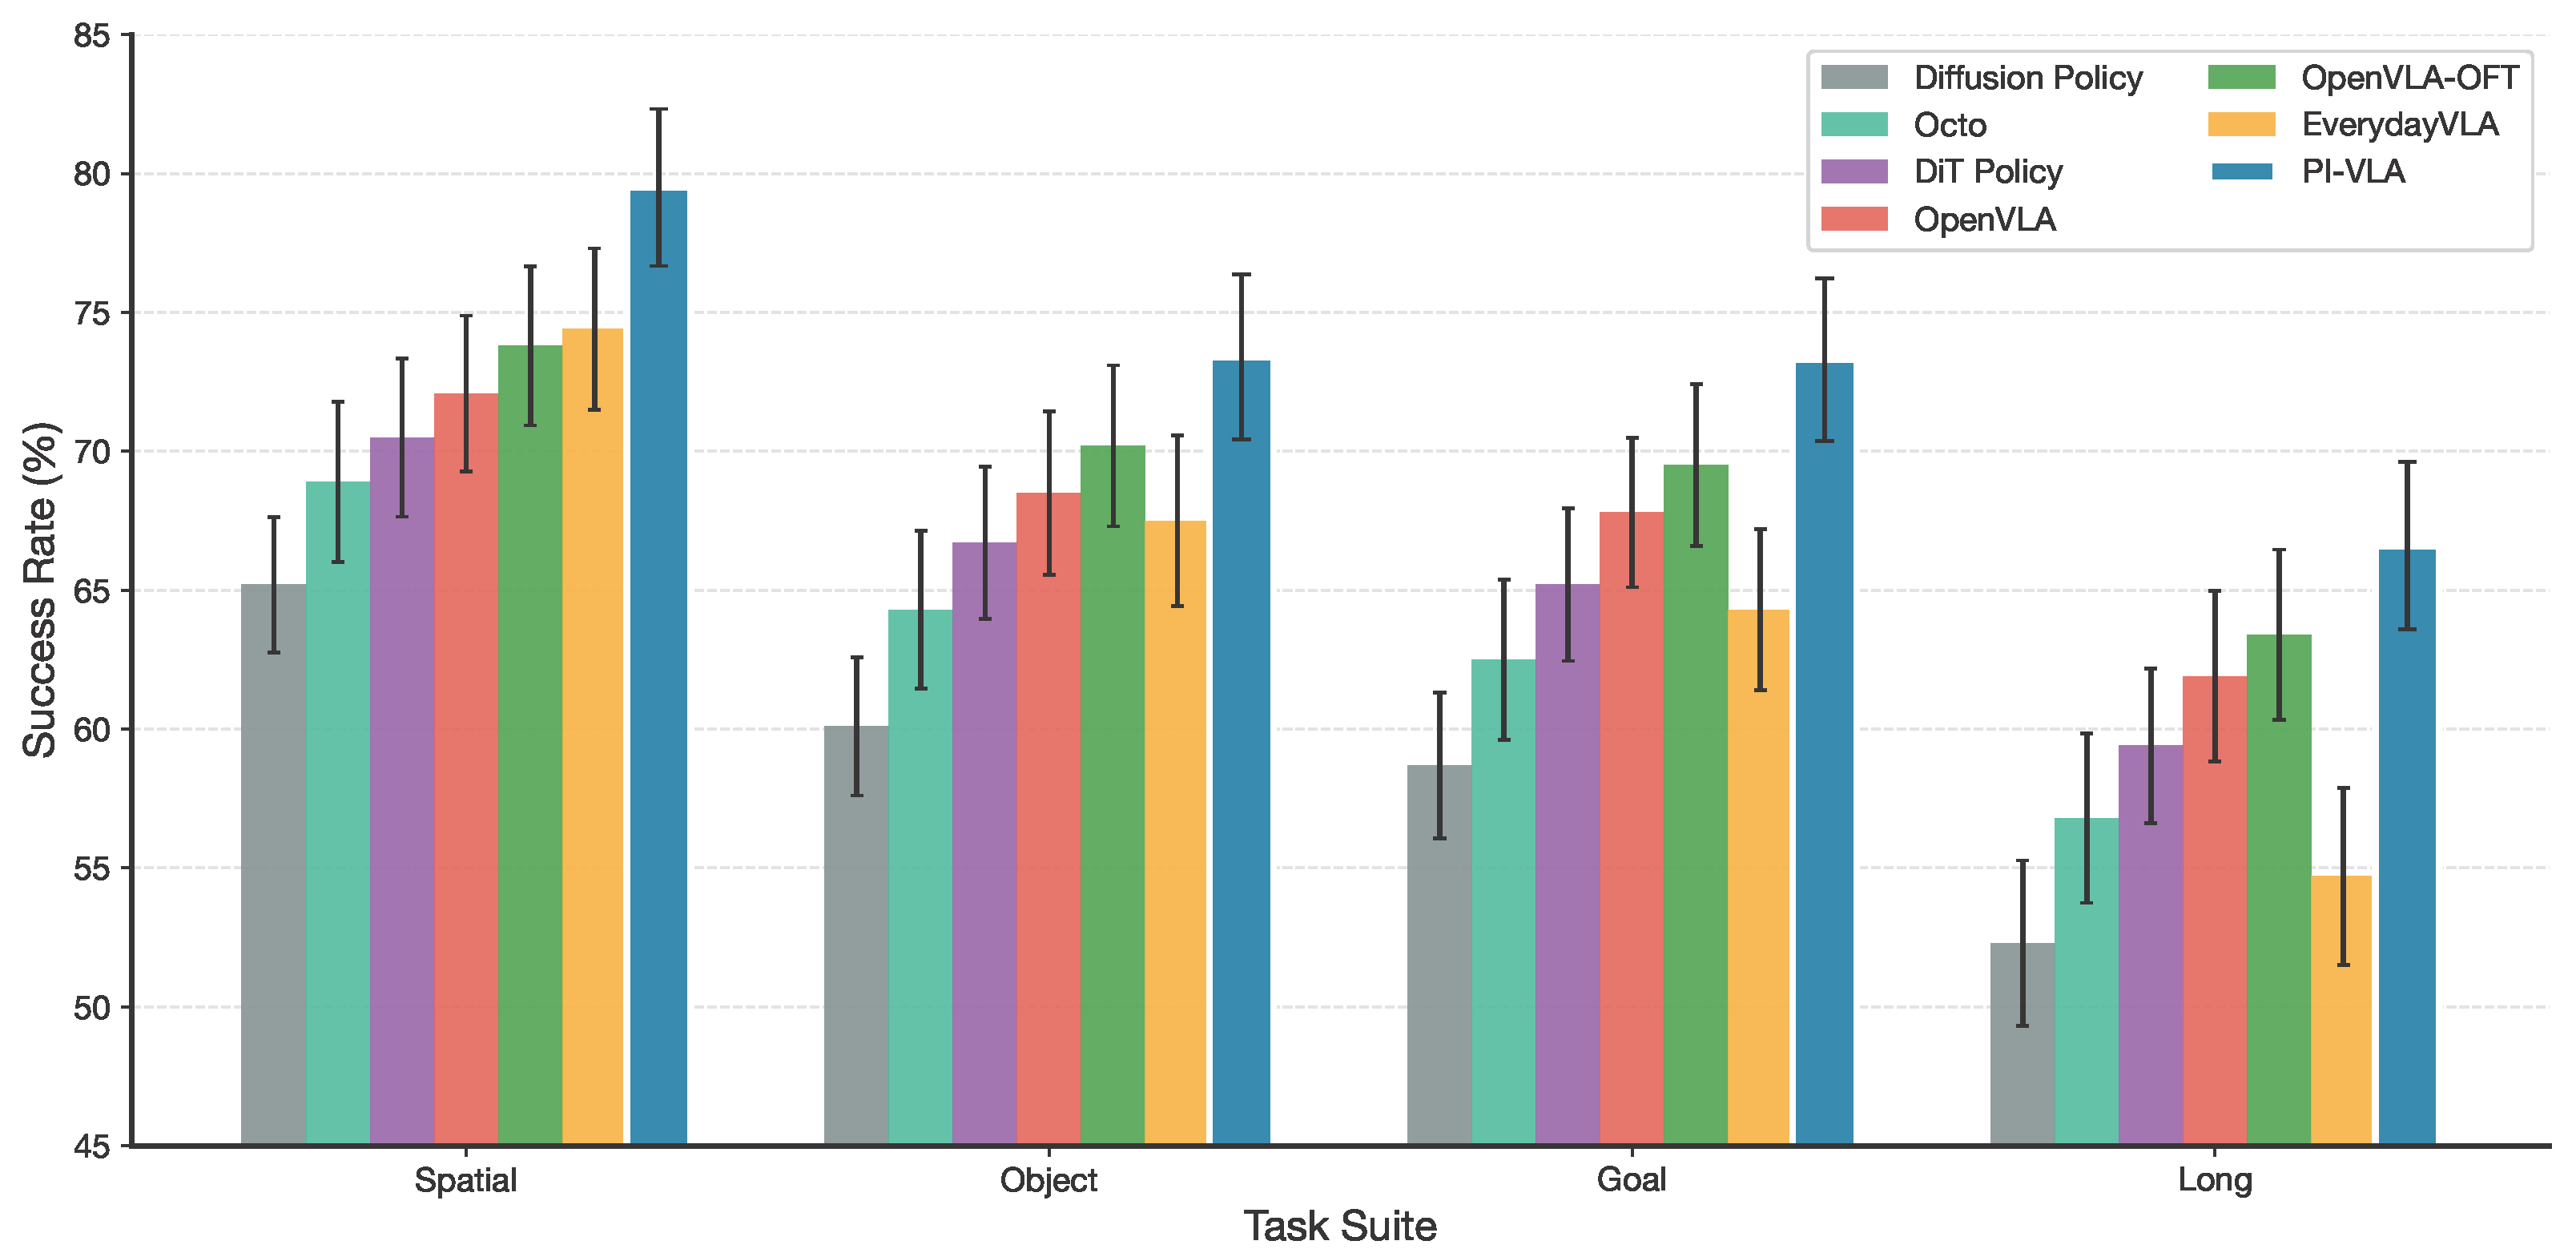 85
80
75
70
65
60
55
50
45
Success Rate (%)
Diffusion Policy
Octo
DiT Policy
OpenVLA
OpenVLA-OFT
EverydayVLA
PI-VLA
Spatial
Object
Goal
Long
Task Suite